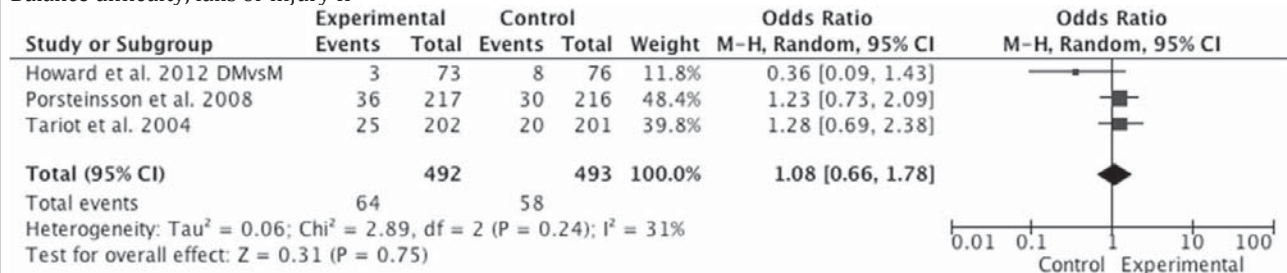 Balance difficulty, falls or injury n
Experimental Control Odds Ratio Odds Ratio
Study or Subgroup Events Total Events Total Weight M-H, Random, 95% CI M-H, Random, 95% CI
Howard et al. 2012 DMvsM 3 73 8 76 11.8% 0.36 [0.09, 1.43]
Porsteinsson et al. 2008 36 217 30 216 48.4% 1.23 [0.73, 2.09]
Tariot et al. 2004 25 202 20 201 39.8% 1.28 [0.69, 2.38]
Total (95% CI) 492 493 100.0% 1.08 [0.66, 1.78]
Total events 64 58
Heterogeneity: Tau² = 0.06; Chi² = 2.89, df = 2 (P = 0.24); I² = 31%
Test for overall effect: Z = 0.31 (P = 0.75)
0.01 0.1 1 10 100
Control Experimental